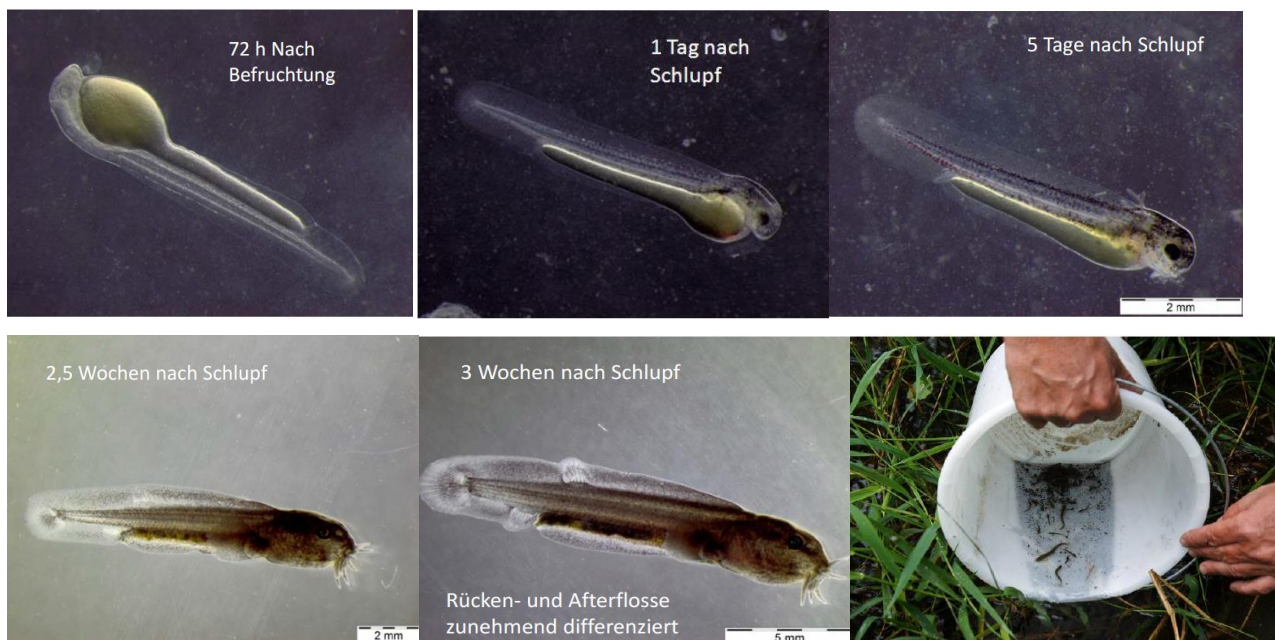 72 h Nach
Befruchtung
1 Tag nach
Schlupf
5 Tage nach Schlupf
2 mm
2,5 Wochen nach Schlupf
2 mm
3 Wochen nach Schlupf
Rücken- und Afterflosse
zunehmend differenziert
5 mm